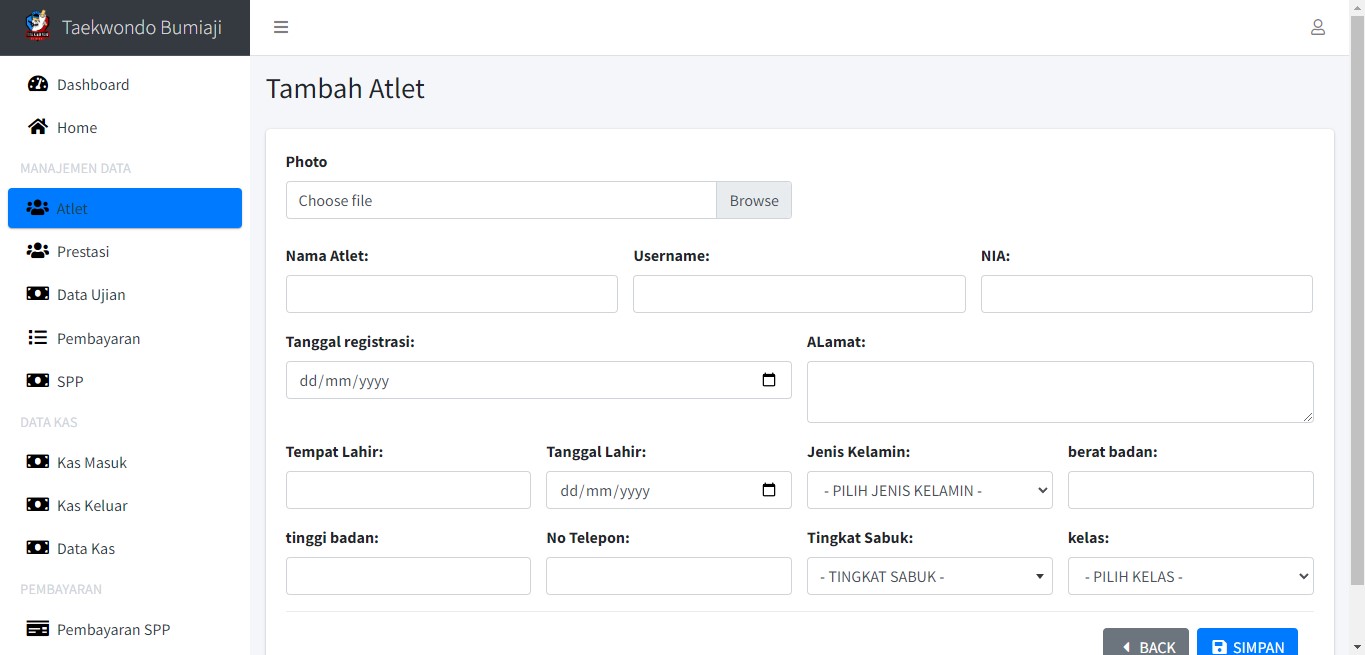 Taekwondo Bumiaji
Dashboard
Home
MANAJEMEN DATA
Atlet
Prestasi
Data Ujian
Pembayaran
SPP
DATA KAS
Kas Masuk
Kas Keluar
Data Kas
PEMBAYARAN
Pembayaran SPP
Tambah Atlet
Photo
Choose file Browse
Nama Atlet: Username: NIA:
Tanggal registrasi: ALamat:
dd/mm/yyyy
Tempat Lahir: Tanggal Lahir: Jenis Kelamin: berat badan:
dd/mm/yyyy - PILIH JENIS KELAMIN -
tinggi badan: No Telepon: Tingkat Sabuk: kelas:
- TINGKAT SABUK - - PILIH KELAS -
BACK SIMPAN